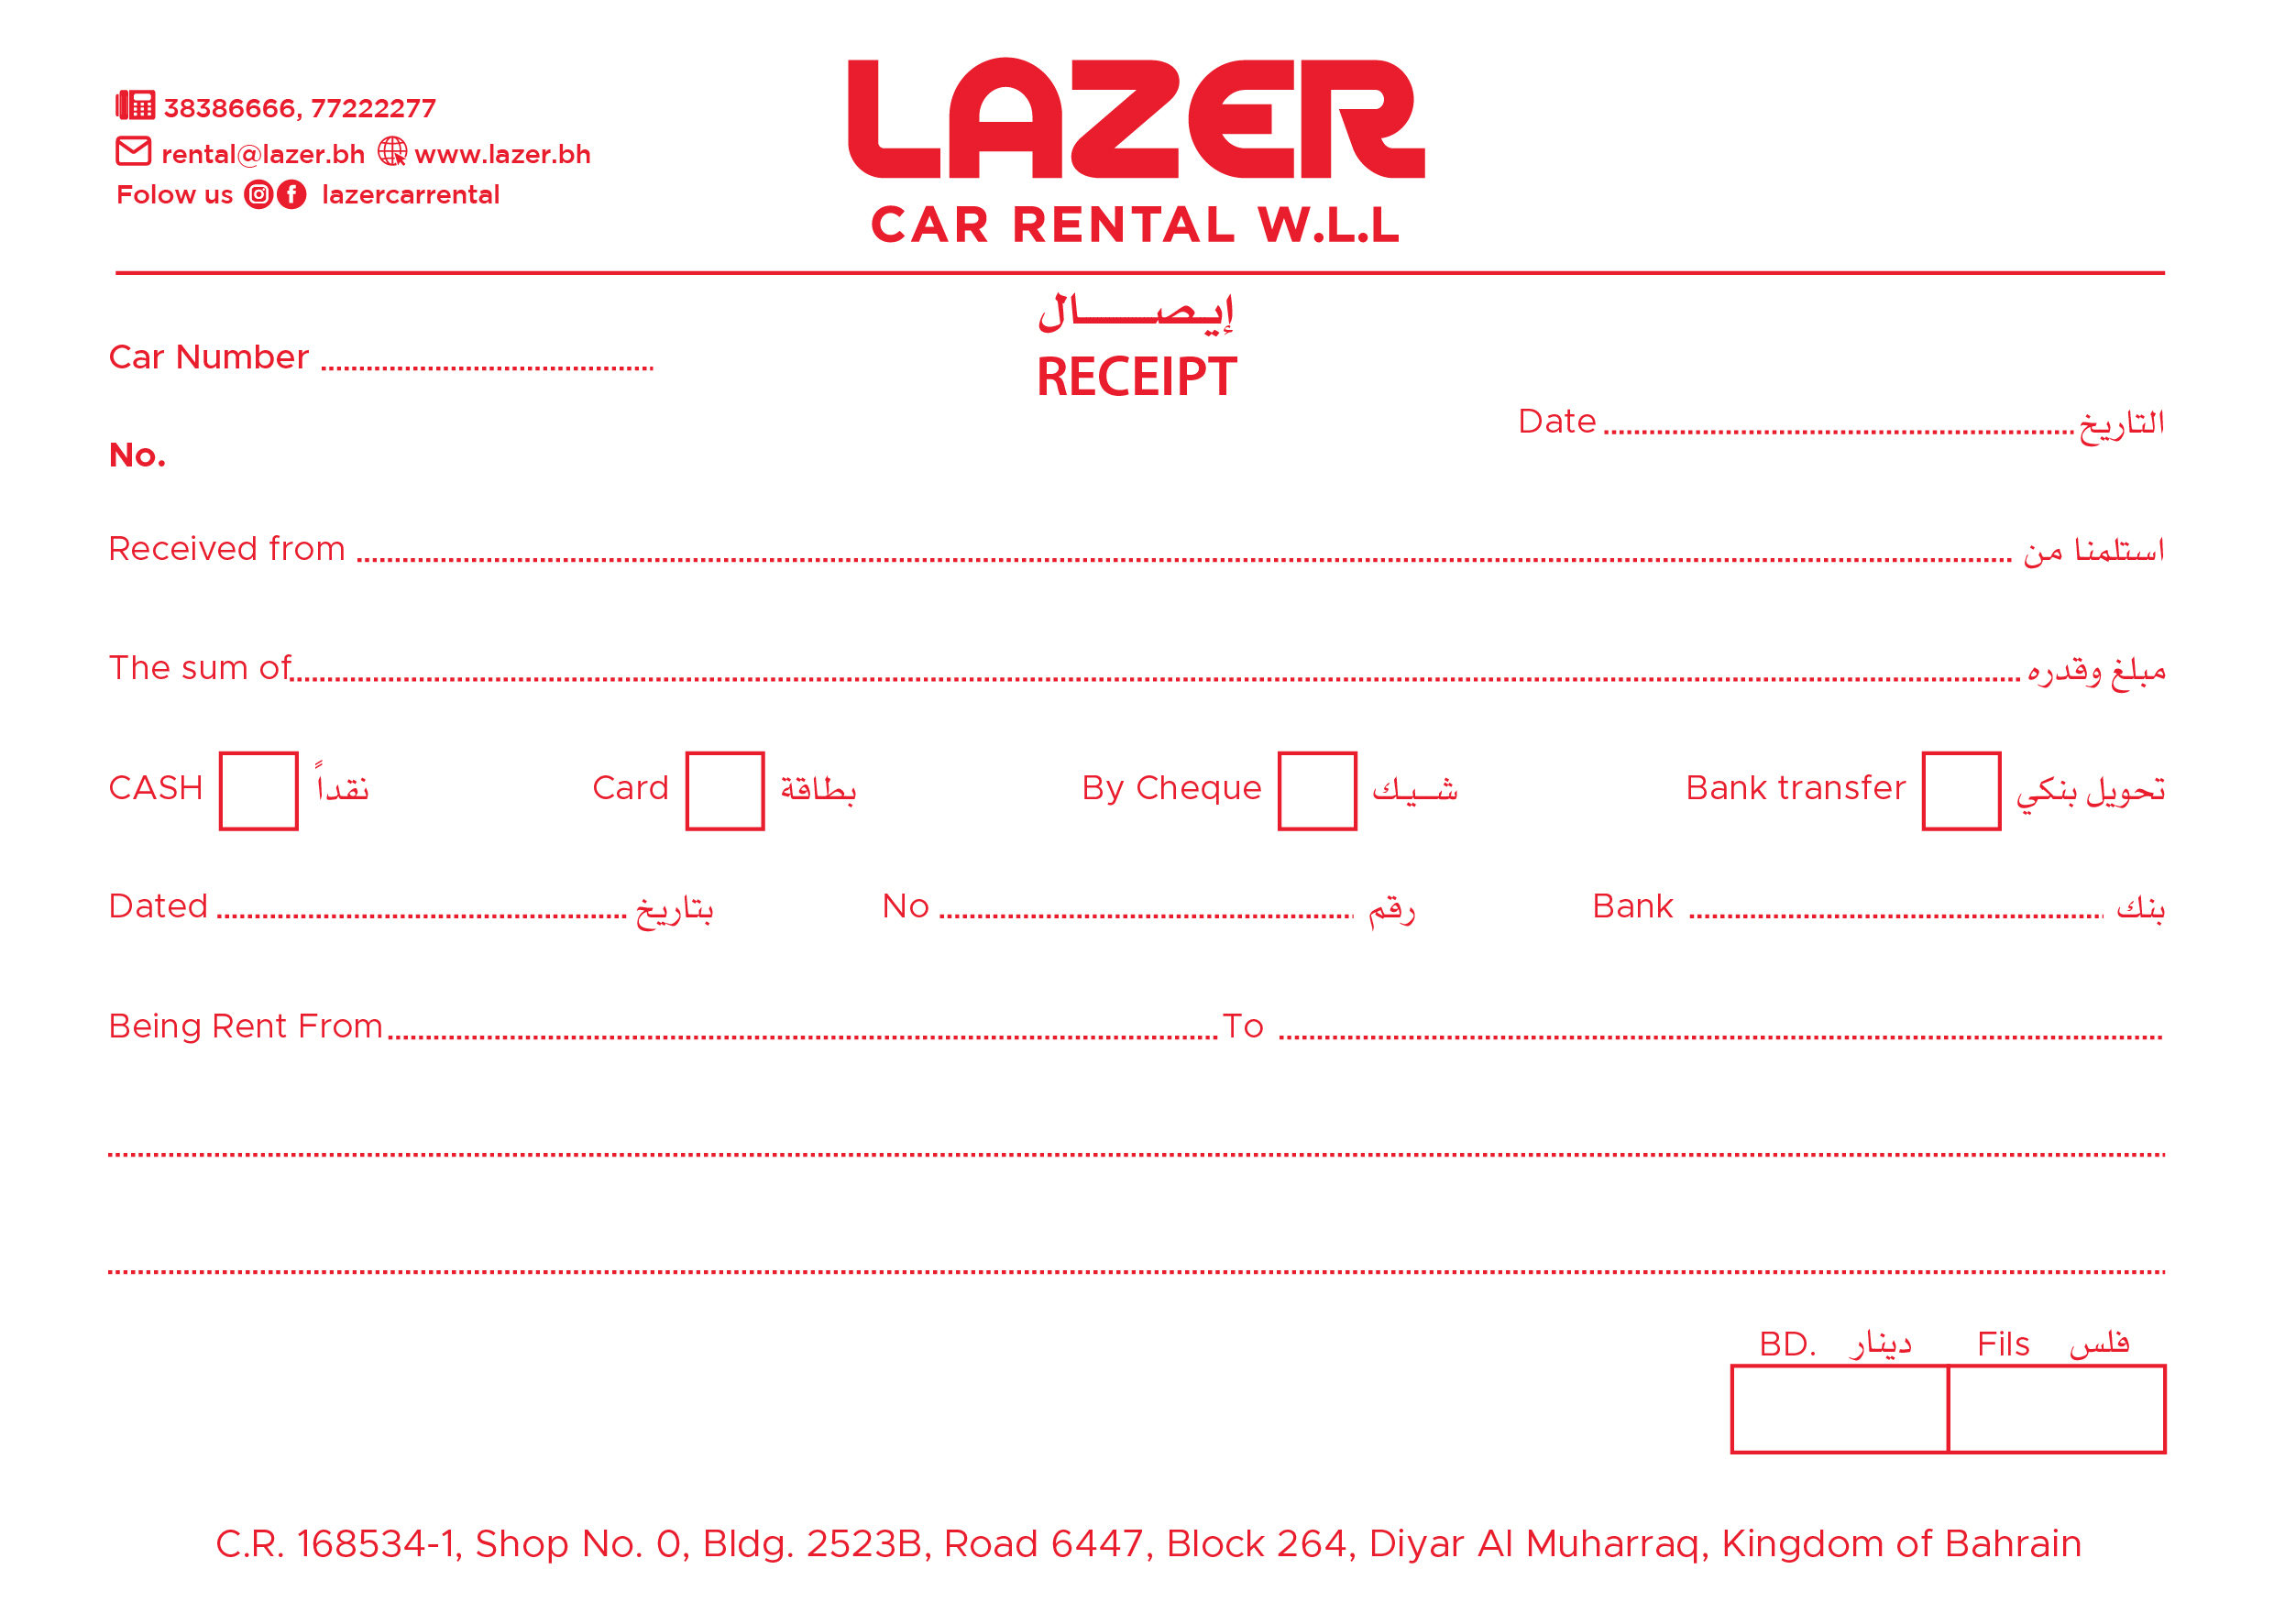 LAZER
CAR RENTAL W.L.L
38386666, 77222277
rental@lazer.bh www.lazer.bh
Folow us lazercarrental
إيصال
RECEIPT
Car Number
Date التاريخ
No.
Received from استلمنا من
The sum of مبلغ وقدره
CASH نقداً Card بطاقة By Cheque شيك Bank transfer تحويل بنكي
Dated بتاريخ No رقم Bank بنك
Being Rent From To
BD. دينار Fils فلس
C.R. 168534-1, Shop No. 0, Bldg. 2523B, Road 6447, Block 264, Diyar Al Muharraq, Kingdom of Bahrain